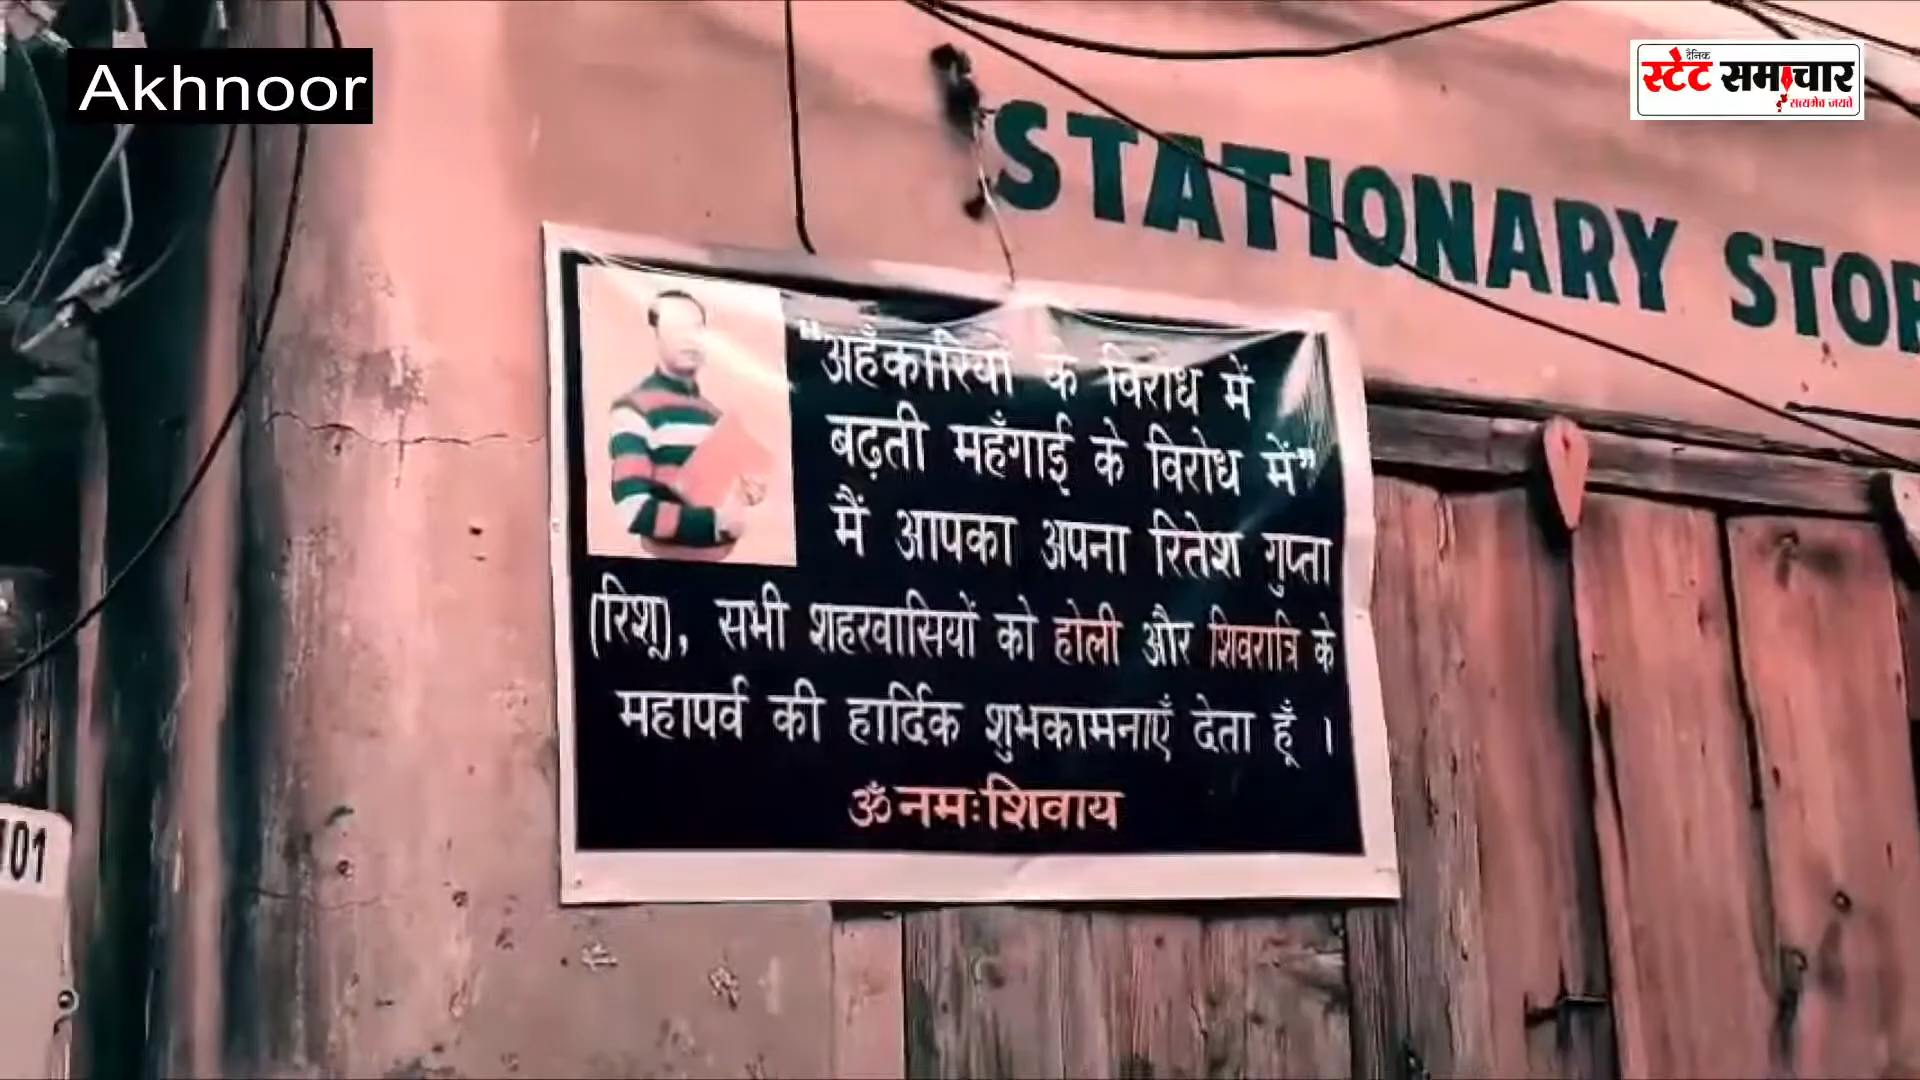 Akhnoor
दैनिक
स्टेट समाचार
सत्यमेव जयते
STATIONARY STOR
"अहँकारियों के विरोध में
बढ़ती महँगाई के विरोध में"
मैं आपका अपना रितेश गुप्ता
(रिशू), सभी शहरवासियों को होली और शिवरात्रि के
महापर्व की हार्दिक शुभकामनाएँ देता हूँ ।
ॐ नमः शिवाय
101